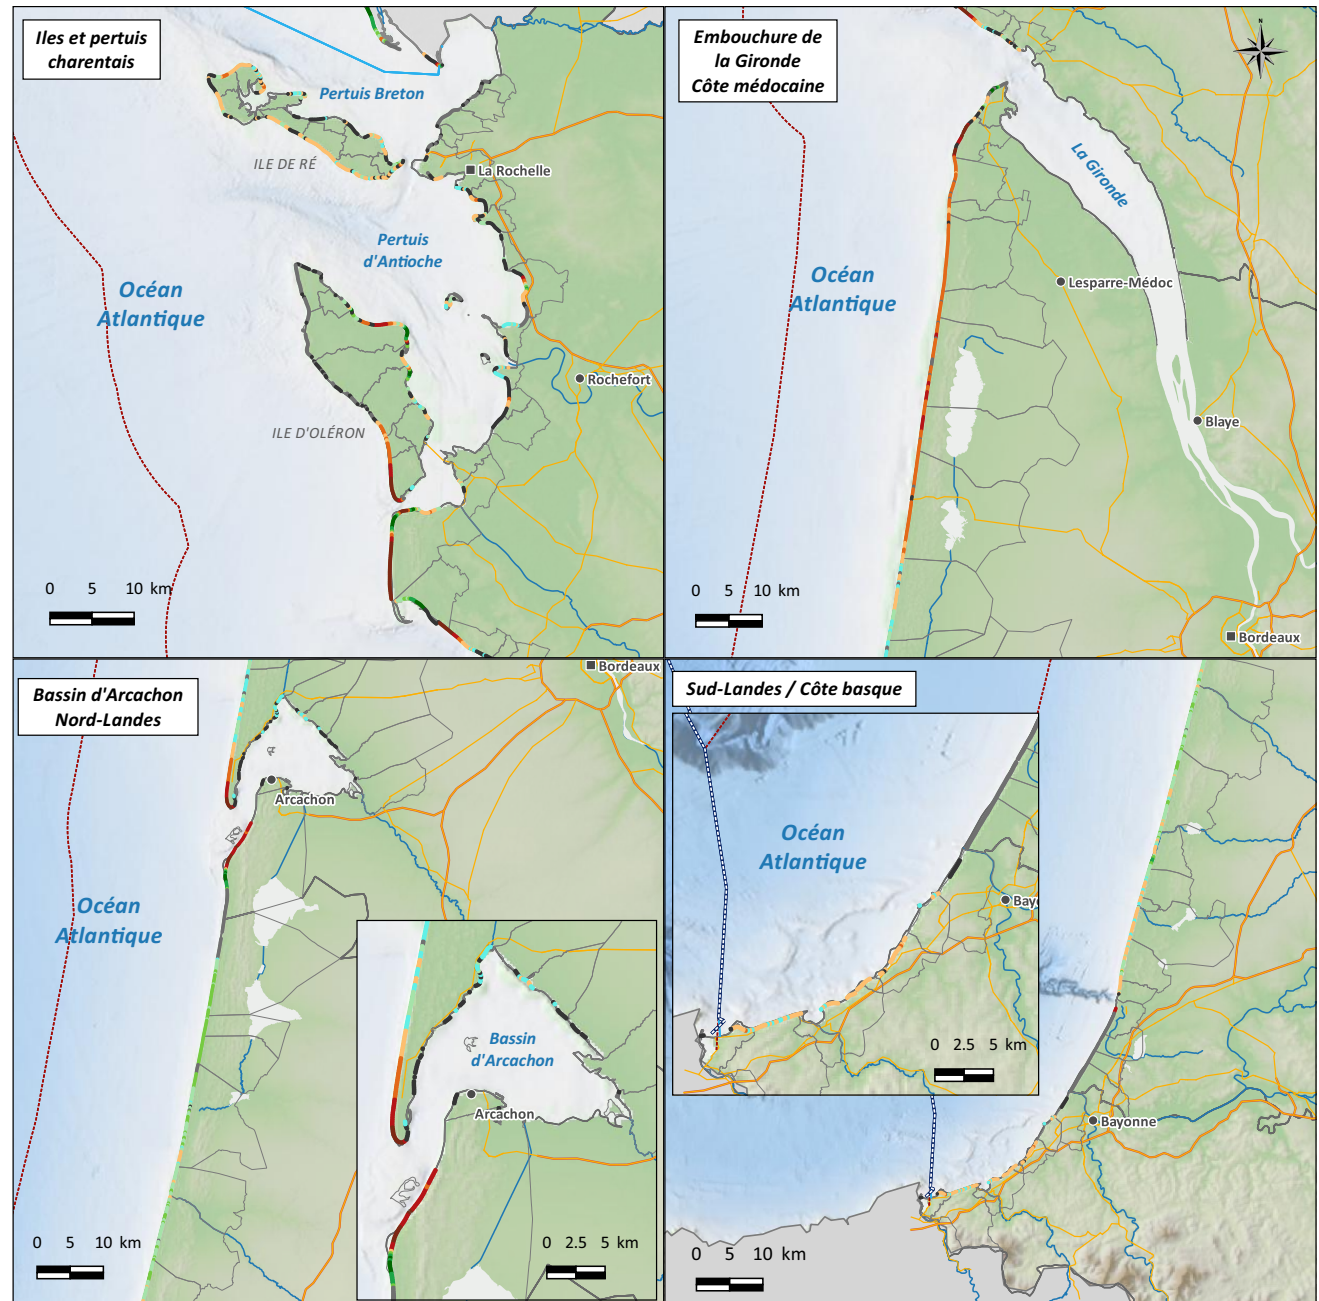 Iles et pertuis
charentais
Pertuis Breton
ILE DE RÉ
La Rochelle
Pertuis
d'Antioche
Océan
Atlantique
Rochefort
ILE D'OLÉRON
0 5 10 km
Embouchure de
la Gironde
Côte médocaine
N
La Gironde
Océan
Atlantique
Lesparre-Médoc
Blaye
0 5 10 km
Bordeaux
Bassin d'Arcachon
Nord-Landes
Bordeaux
Arcachon
Océan
Atlantique
Bassin
d'Arcachon
Arcachon
0 5 10 km
0 2.5 5 km
Sud-Landes / Côte basque
Océan
Atlantique
Bayo
0 2.5 5 km
Bayonne
0 5 10 km